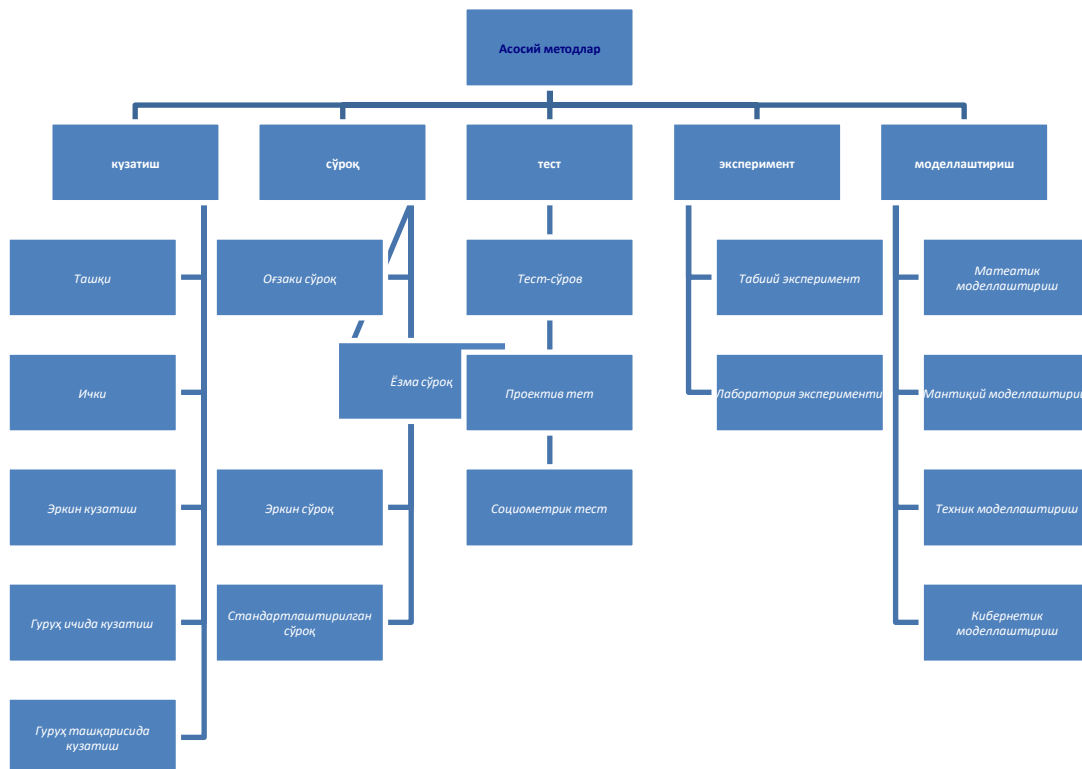 Асосий методлар
кузатиш
сўроқ
тест
эксперимент
моделлаштириш
Ташқи
Оғзаки сўроқ
Тест-сўров
Табиий эксперимент
Матеатик
моделлаштириш
Ички
Ёзма сўроқ
Проектив тет
Лаборатория эксперименти
Мантиқий моделлаштириш
Эркин кузатиш
Эркин сўроқ
Социометрик тест
Техник моделлаштириш
Гуруҳ ичида кузатиш
Стандартлаштирилган
сўроқ
Кибернетик
моделлаштириш
Гуруҳ ташқарисида
кузатиш